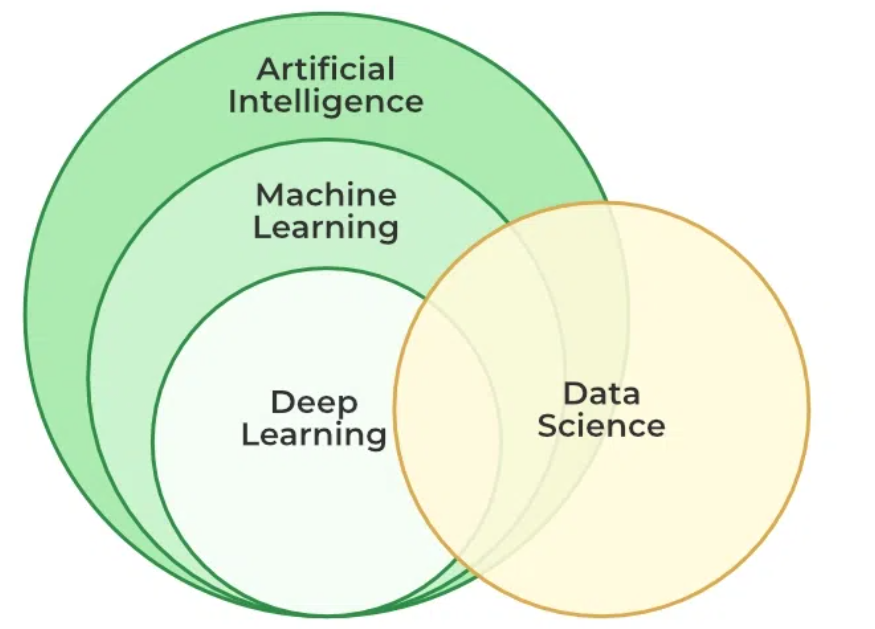 Artificial
Intelligence
Machine
Learning
Deep
Learning
Data
Science